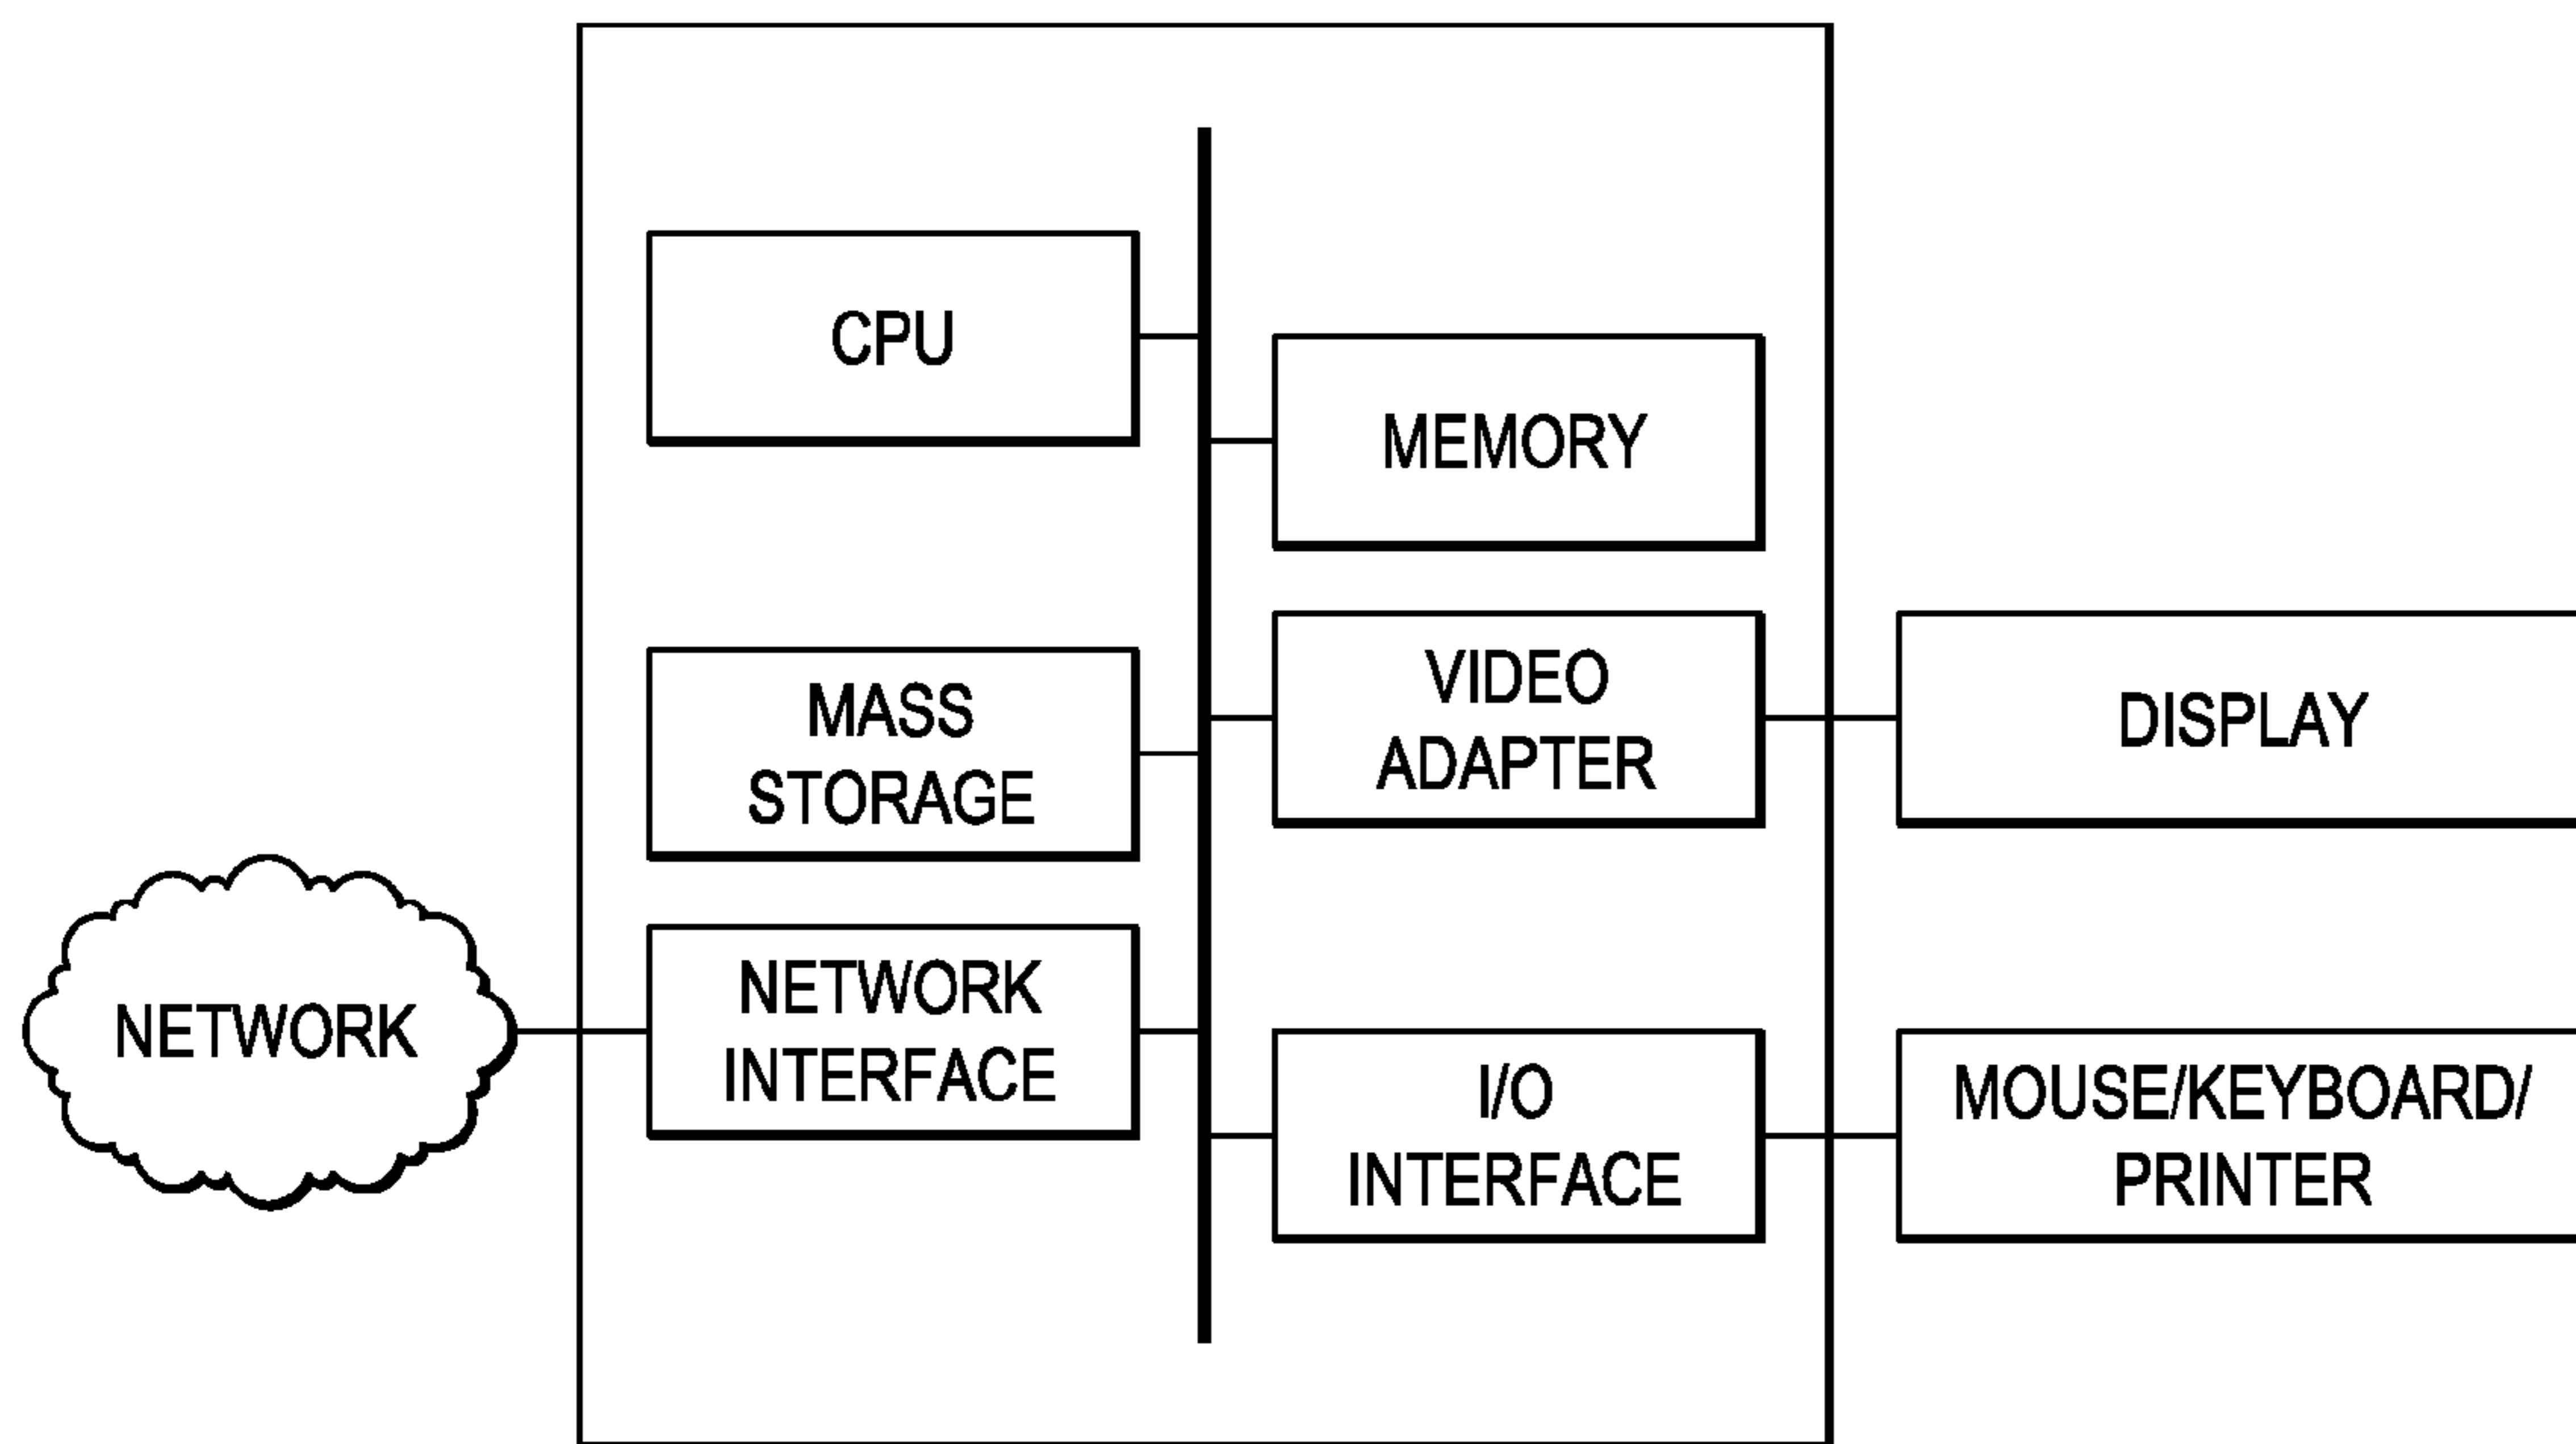 CPU
MEMORY
MASS
STORAGE
VIDEO
ADAPTER
DISPLAY
NETWORK
NETWORK
INTERFACE
I/O
INTERFACE
MOUSE/KEYBOARD/
PRINTER